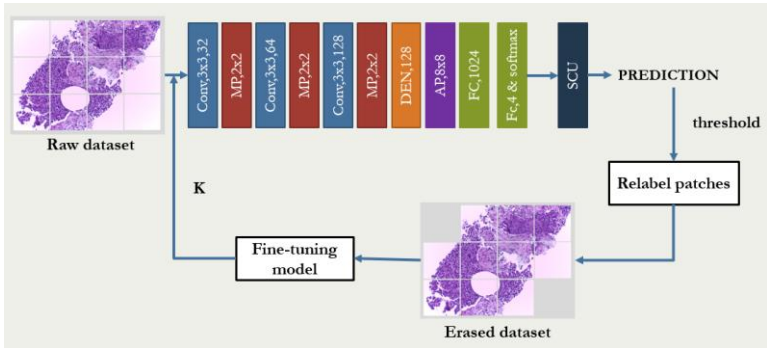 Conv,3x3,32
MP,2x2
Conv,3x3,64
MP,2x2
Conv,3x3,128
MP,2x2
DEN,128
AP,8x8
FC,1024
Fc,4 & softmax
SCU
PREDICTION
Raw dataset
threshold
Relabel patches
K
Fine-tuning
model
Erased dataset